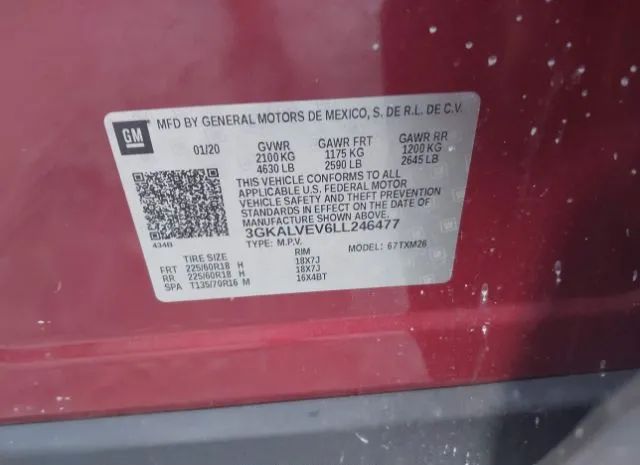 GM
MFD BY GENERAL MOTORS DE MEXICO, S. DE R.L. DE C.V.
01/20 GVWR GAWR FRT GAWR RR
2100 KG 1175 KG 1200 KG
4630 LB 2590 LB 2645 LB
THIS VEHICLE CONFORMS TO ALL
APPLICABLE U.S. FEDERAL MOTOR
VEHICLE SAFETY AND THEFT PREVENTION
STANDARDS IN EFFECT ON THE DATE OF
MANUFACTURE SHOWN ABOVE.
3GKALVEV6LL246477
434B
TYPE: M.P.V. MODEL: 67TXM26
TIRE SIZE RIM
FRT 225/60R18 H 18X7J
RR 225/60R18 H 18X7J
SPA T135/70R16 M 16X4BT